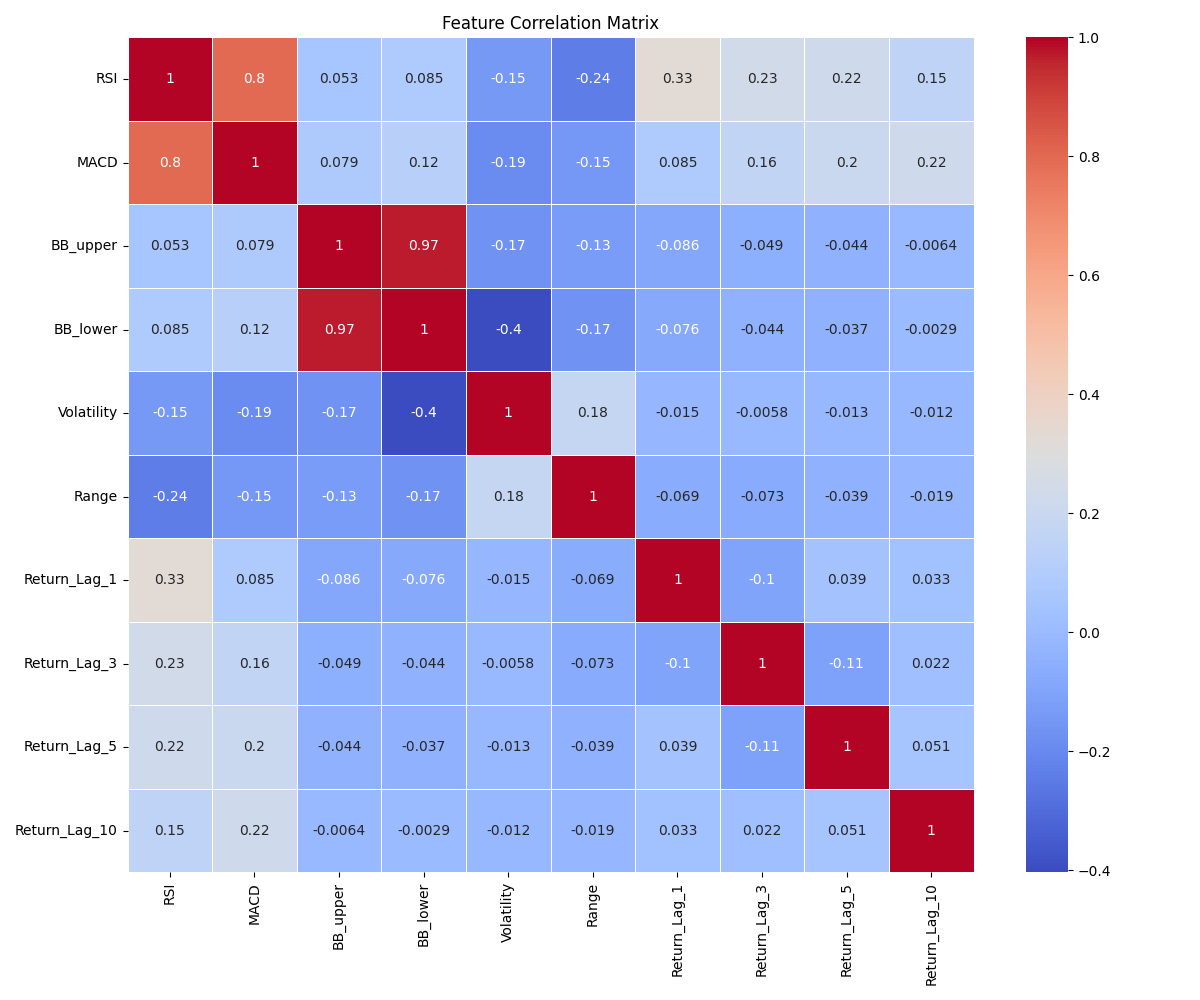 Feature Correlation Matrix
RSI 1 0.8 0.053 0.085 -0.15 -0.24 0.33 0.23 0.22 0.15
MACD 0.8 1 0.079 0.12 -0.19 -0.15 0.085 0.16 0.2 0.22
BB_upper 0.053 0.079 1 0.97 -0.17 -0.13 -0.086 -0.049 -0.044 -0.0064
BB_lower 0.085 0.12 0.97 1 -0.4 -0.17 -0.076 -0.044 -0.037 -0.0029
Volatility -0.15 -0.19 -0.17 -0.4 1 0.18 -0.015 -0.0058 -0.013 -0.012
Range -0.24 -0.15 -0.13 -0.17 0.18 1 -0.069 -0.073 -0.039 -0.019
Return_Lag_1 0.33 0.085 -0.086 -0.076 -0.015 -0.069 1 -0.1 0.039 0.033
Return_Lag_3 0.23 0.16 -0.049 -0.044 -0.0058 -0.073 -0.1 1 -0.11 0.022
Return_Lag_5 0.22 0.2 -0.044 -0.037 -0.013 -0.039 0.039 -0.11 1 0.051
Return_Lag_10 0.15 0.22 -0.0064 -0.0029 -0.012 -0.019 0.033 0.022 0.051 1
RSI MACD BB_upper BB_lower Volatility Range Return_Lag_1 Return_Lag_3 Return_Lag_5 Return_Lag_10
1.0
0.8
0.6
0.4
0.2
0.0
−0.2
−0.4